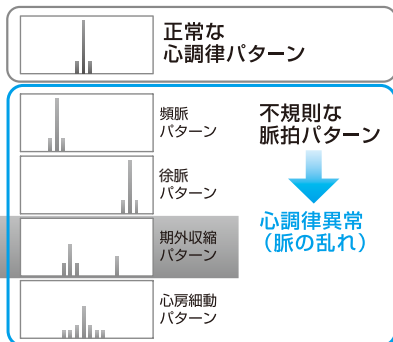 正常な
心調律パターン
頻脈
パターン
徐脈
パターン
期外収縮
パターン
心房細動
パターン
不規則な
脈拍パターン
心調律異常
（脈の乱れ）